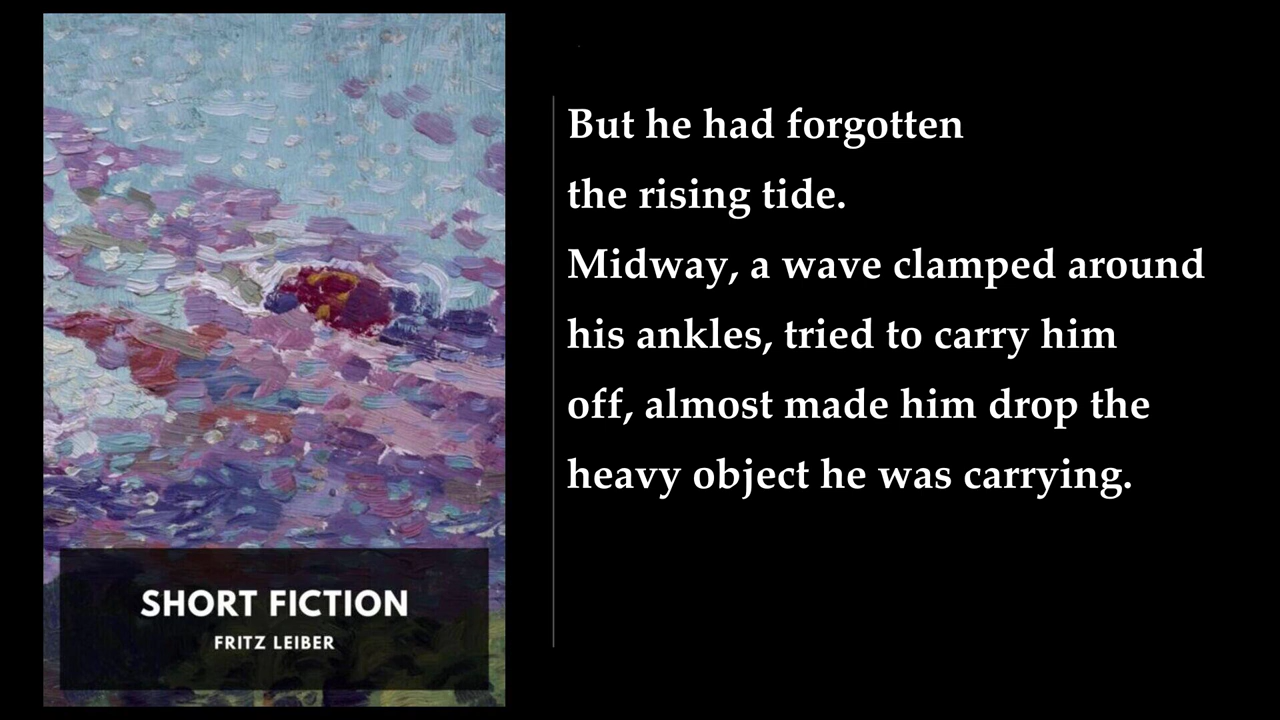 SHORT FICTION
FRITZ LEIBER
But he had forgotten
the rising tide.
Midway, a wave clamped around
his ankles, tried to carry him
off, almost made him drop the
heavy object he was carrying.